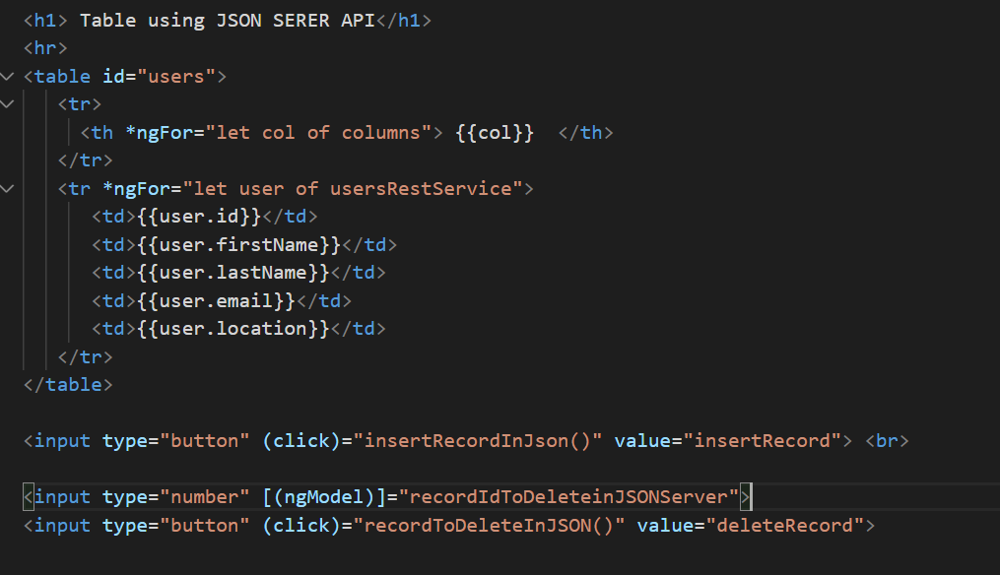 <h1> Table using JSON SERER API</h1>
<hr>
<table id="users">
<tr>
<th *ngFor="let col of columns"> {{col}}  </th>
</tr>
<tr *ngFor="let user of usersRestService">
<td>{{user.id}}</td>
<td>{{user.firstName}}</td>
<td>{{user.lastName}}</td>
<td>{{user.email}}</td>
<td>{{user.location}}</td>
</tr>
</table>
<input type="button" (click)="insertRecordInJson()" value="insertRecord"> <br>
<input type="number" [(ngModel)]="recordIdToDeleteinJSONServer">
<input type="button" (click)="recordToDeleteInJSON()" value="deleteRecord">